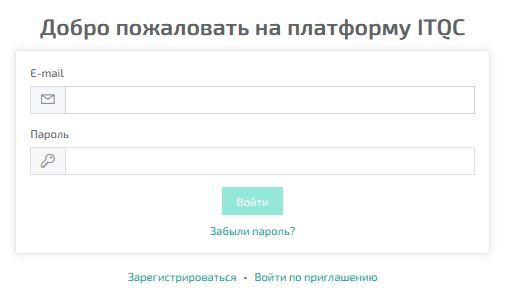 Добро пожаловать на платформу ITQC
E-mail
Пароль
Войти
Забыли пароль?
Зарегистрироваться • Войти по приглашению